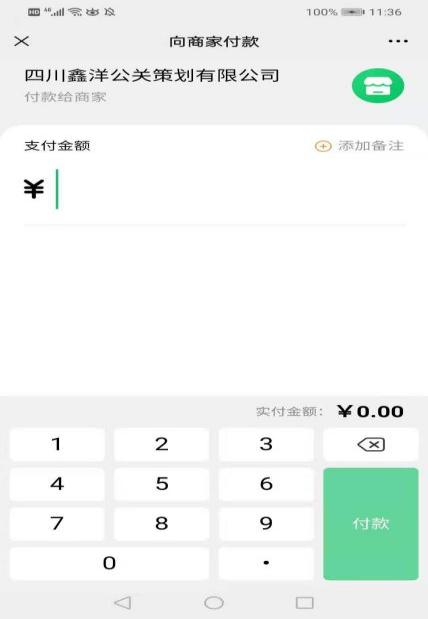 HD 4G 100% 11:36
向商家付款
四川鑫洋公关策划有限公司
付款给商家
支付金额 添加备注
¥
实付金额: ¥0.00
1 2 3
4 5 6
7 8 9 付款
0 .